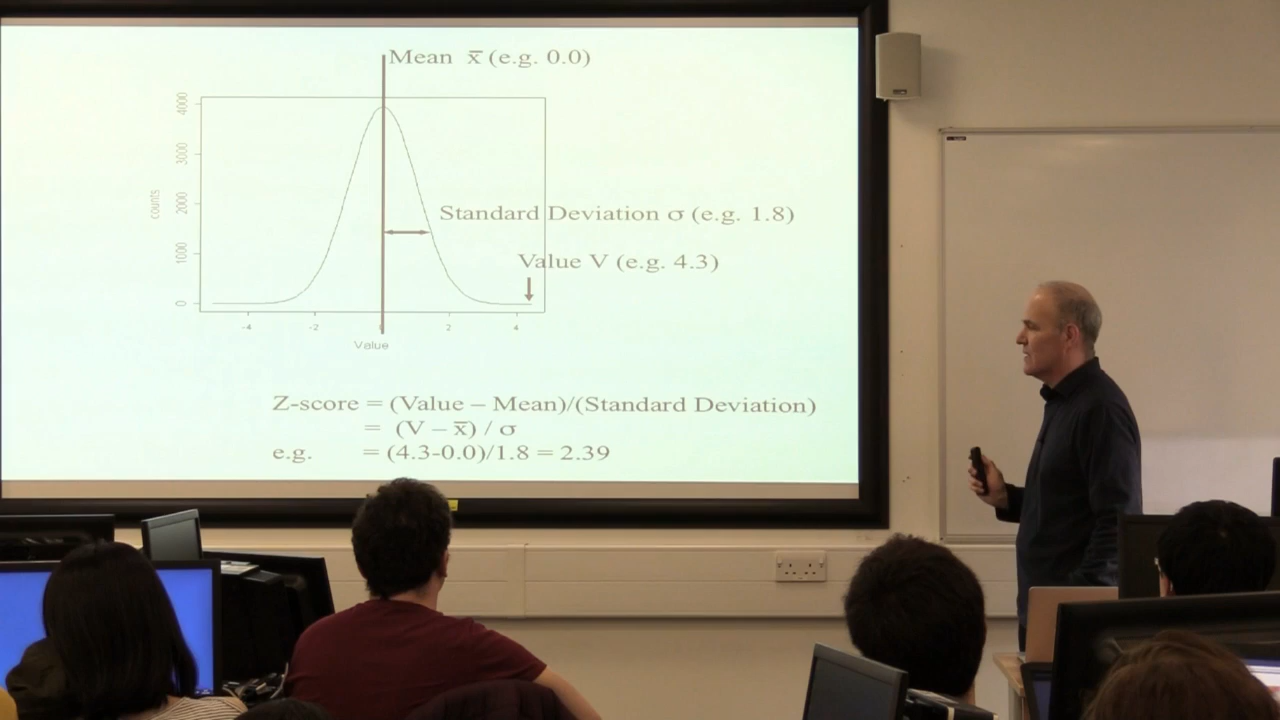 Mean x̅ (e.g. 0.0)
4000
3000
2000
1000
0
counts
Standard Deviation σ (e.g. 1.8)
Value V (e.g. 4.3)
-4 -2 2 4
Value
Z-score = (Value – Mean)/(Standard Deviation)
= (V – x̅) / σ
e.g. = (4.3-0.0)/1.8 = 2.39